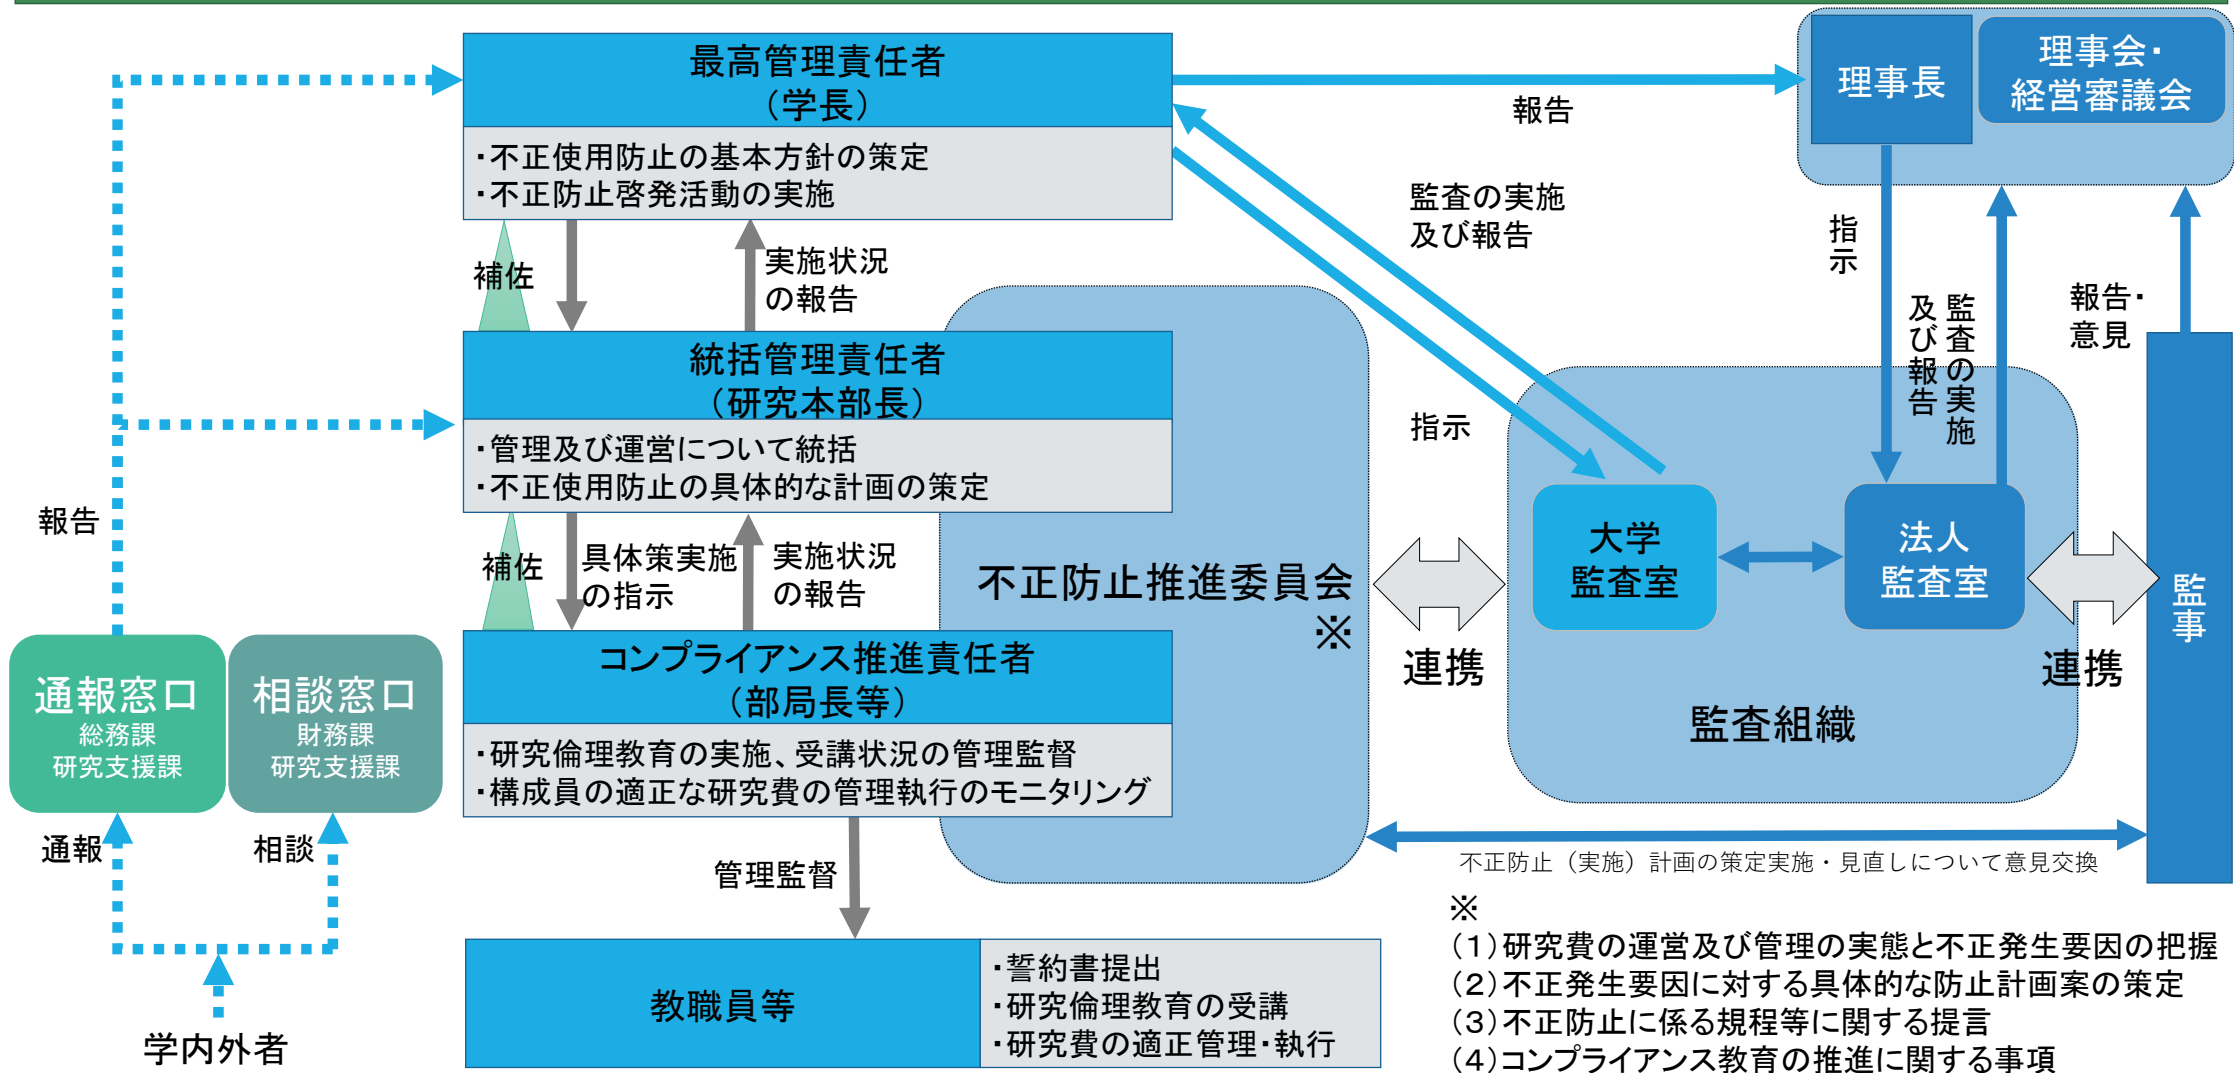 最高管理責任者
（学長）
・不正使用防止の基本方針の策定
・不正防止啓発活動の実施
報告
理事長
理事会・
経営審議会
監査の実施
及び報告
指示
補佐
実施状況
の報告
指示
監査の実施
及び報告
報告・
意見
統括管理責任者
（研究本部長）
・管理及び運営について統括
・不正使用防止の具体的な計画の策定
報告
補佐
具体策実施
の指示
実施状況
の報告
不正防止推進委員会
※
連携
大学
監査室
法人
監査室
監査組織
連携
監事
コンプライアンス推進責任者
（部局長等）
・研究倫理教育の実施、受講状況の管理監督
・構成員の適正な研究費の管理執行のモニタリング
通報窓口
総務課
研究支援課
相談窓口
財務課
研究支援課
通報
相談
学内外者
管理監督
不正防止（実施）計画の策定実施・見直しについて意見交換
教職員等
・誓約書提出
・研究倫理教育の受講
・研究費の適正管理・執行
※
（1）研究費の運営及び管理の実態と不正発生要因の把握
（2）不正発生要因に対する具体的な防止計画案の策定
（3）不正防止に係る規程等に関する提言
（4）コンプライアンス教育の推進に関する事項